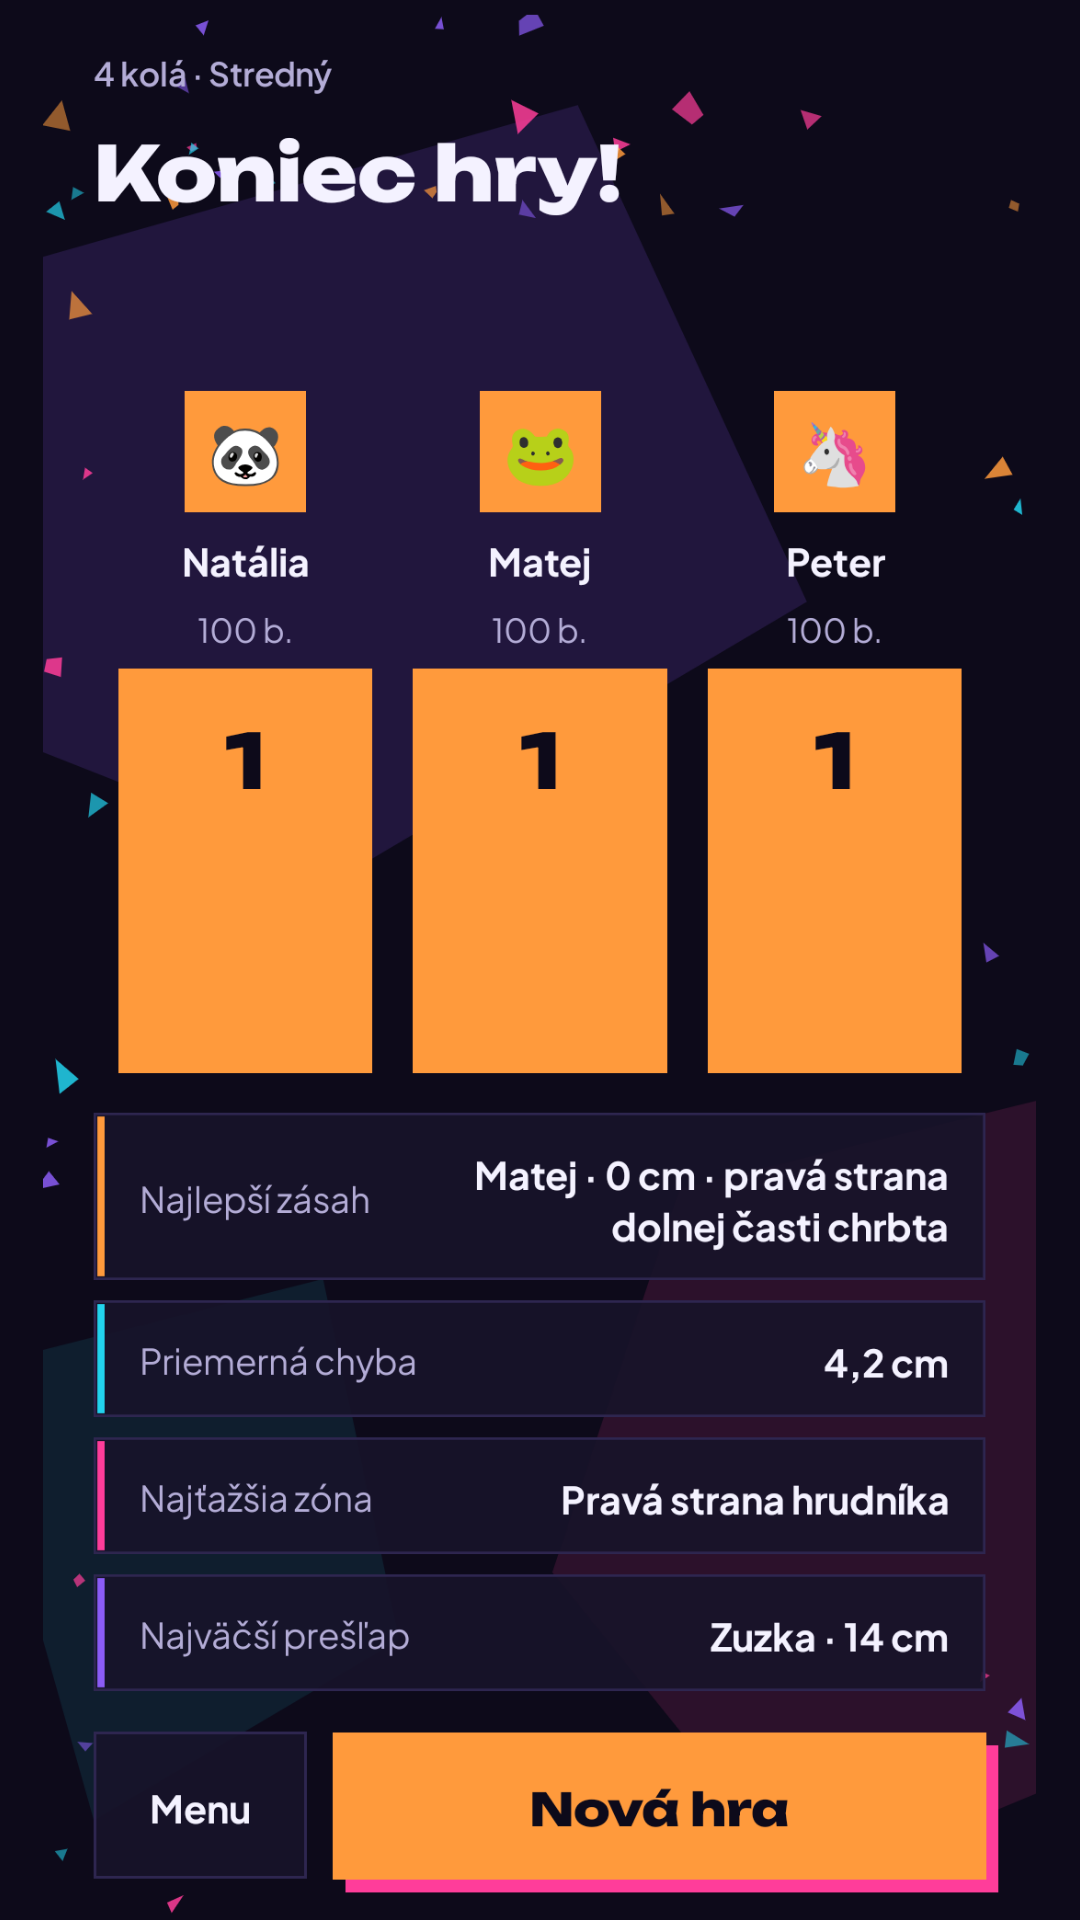 4 kolá · Stredný
Koniec hry!
Natália
Matej
Peter
100 b.
100 b.
100 b.
1
1
1
Najlepší zásah
Matej · 0 cm · pravá strana
dolnej časti chrbta
Priemerná chyba
4,2 cm
Najťažšia zóna
Pravá strana hrudníka
Najväčší prešľap
Zuzka · 14 cm
Menu
Nová hra